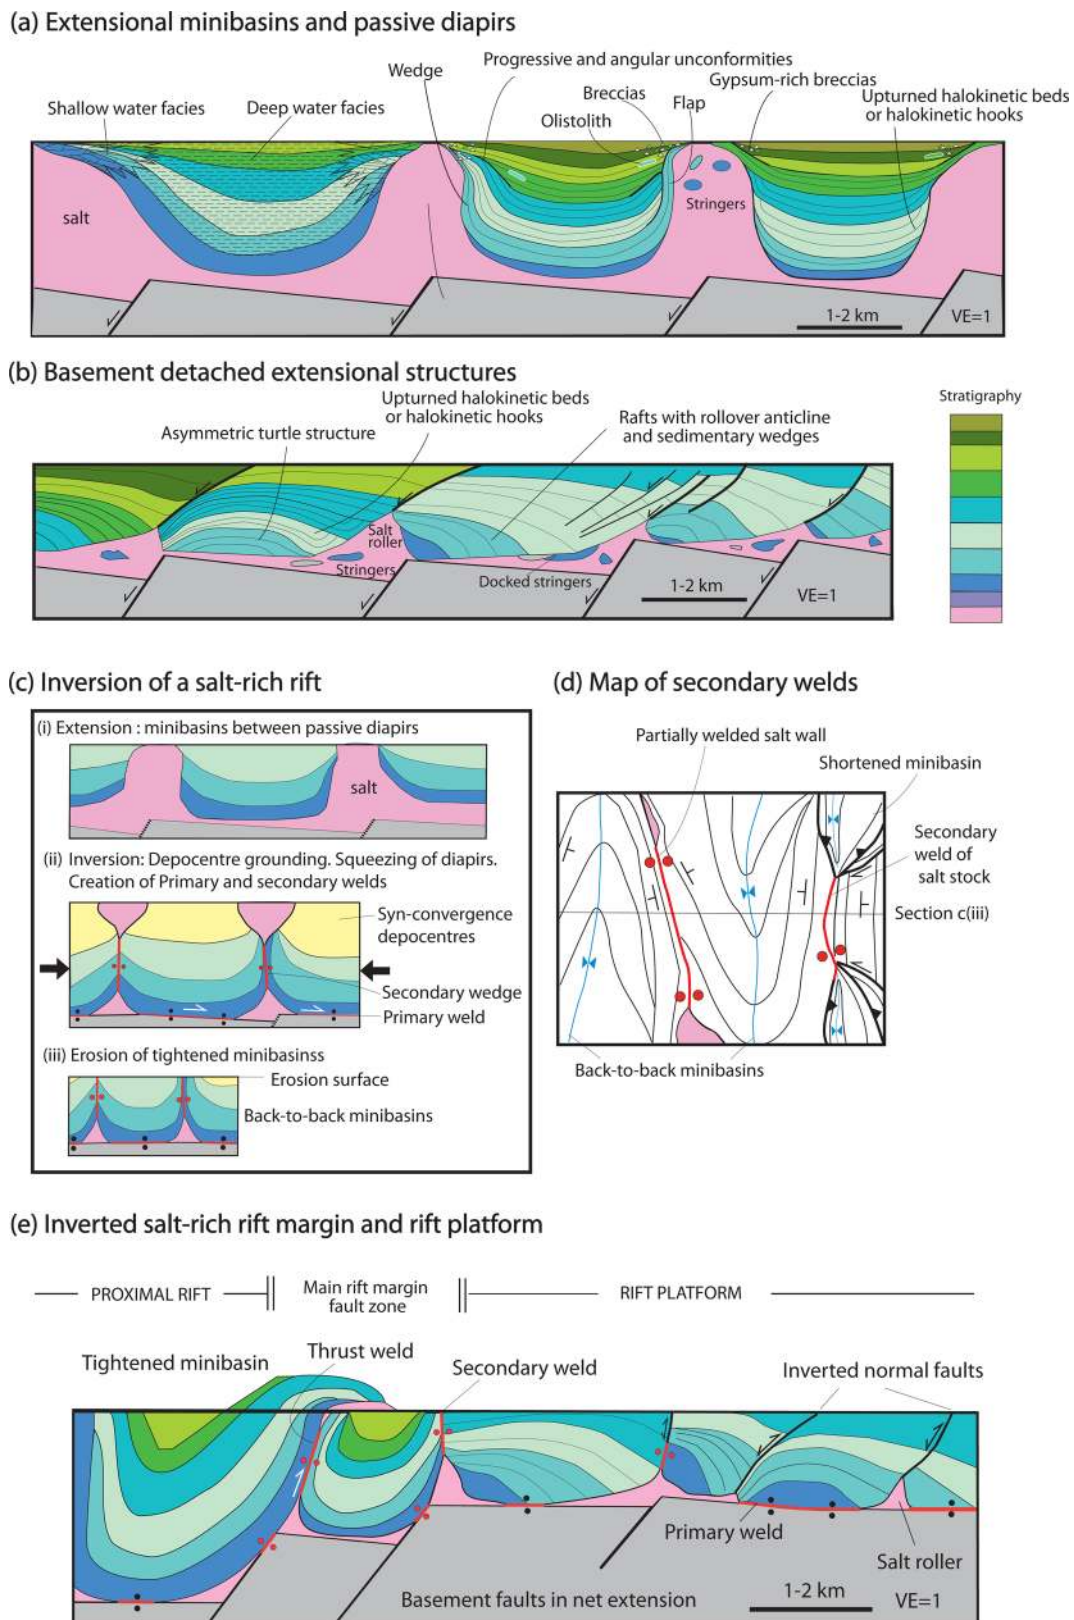 (a) Extensional minibasins and passive diapirs
Wedge
Progressive and angular unconformities
Breccias
Gypsum-rich breccias
Shallow water facies
Deep water facies
Olistolith
Flap
Upturned halokinetic beds
or halokinetic hooks
salt
Stringers
1-2 km
VE=1
(b) Basement detached extensional structures
Upturned halokinetic beds
or halokinetic hooks
Asymmetric turtle structure
Rafts with rollover anticline
and sedimentary wedges
Stratigraphy
Salt
roller
Stringers
Docked stringers
1-2 km
VE=1
(c) Inversion of a salt-rich rift
(i) Extension : minibasins between passive diapirs
salt
(ii) Inversion: Depocentre grounding. Squeezing of diapirs.
Creation of Primary and secondary welds
Syn-convergence
depocentres
Secondary wedge
Primary weld
(iii) Erosion of tightened minibasinss
Erosion surface
Back-to-back minibasins
(d) Map of secondary welds
Partially welded salt wall
Shortened minibasin
Secondary
weld of
salt stock
Section c(iii)
Back-to-back minibasins
(e) Inverted salt-rich rift margin and rift platform
PROXIMAL RIFT
Main rift margin
fault zone
RIFT PLATFORM
Tightened minibasin
Thrust weld
Secondary weld
Inverted normal faults
Primary weld
Salt roller
Basement faults in net extension
1-2 km
VE=1